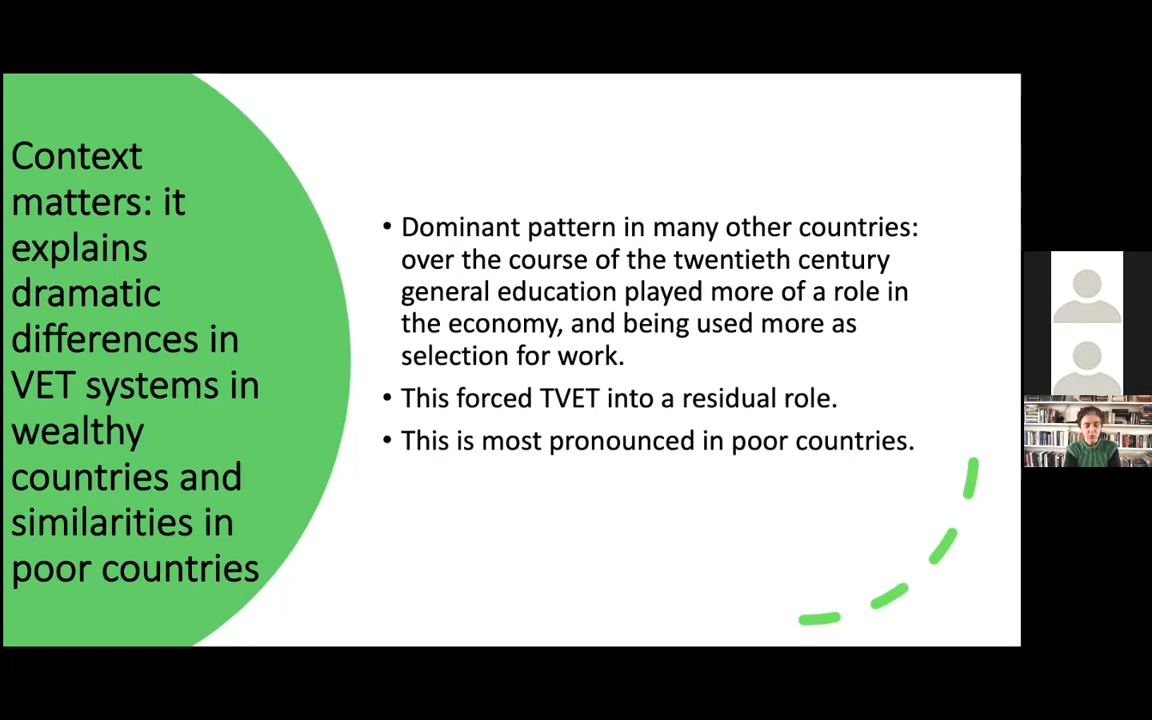 Context
matters: it
explains
dramatic
differences in
VET systems in
wealthy
countries and
similarities in
poor countries
• Dominant pattern in many other countries:
over the course of the twentieth century
general education played more of a role in
the economy, and being used more as
selection for work.
• This forced TVET into a residual role.
• This is most pronounced in poor countries.